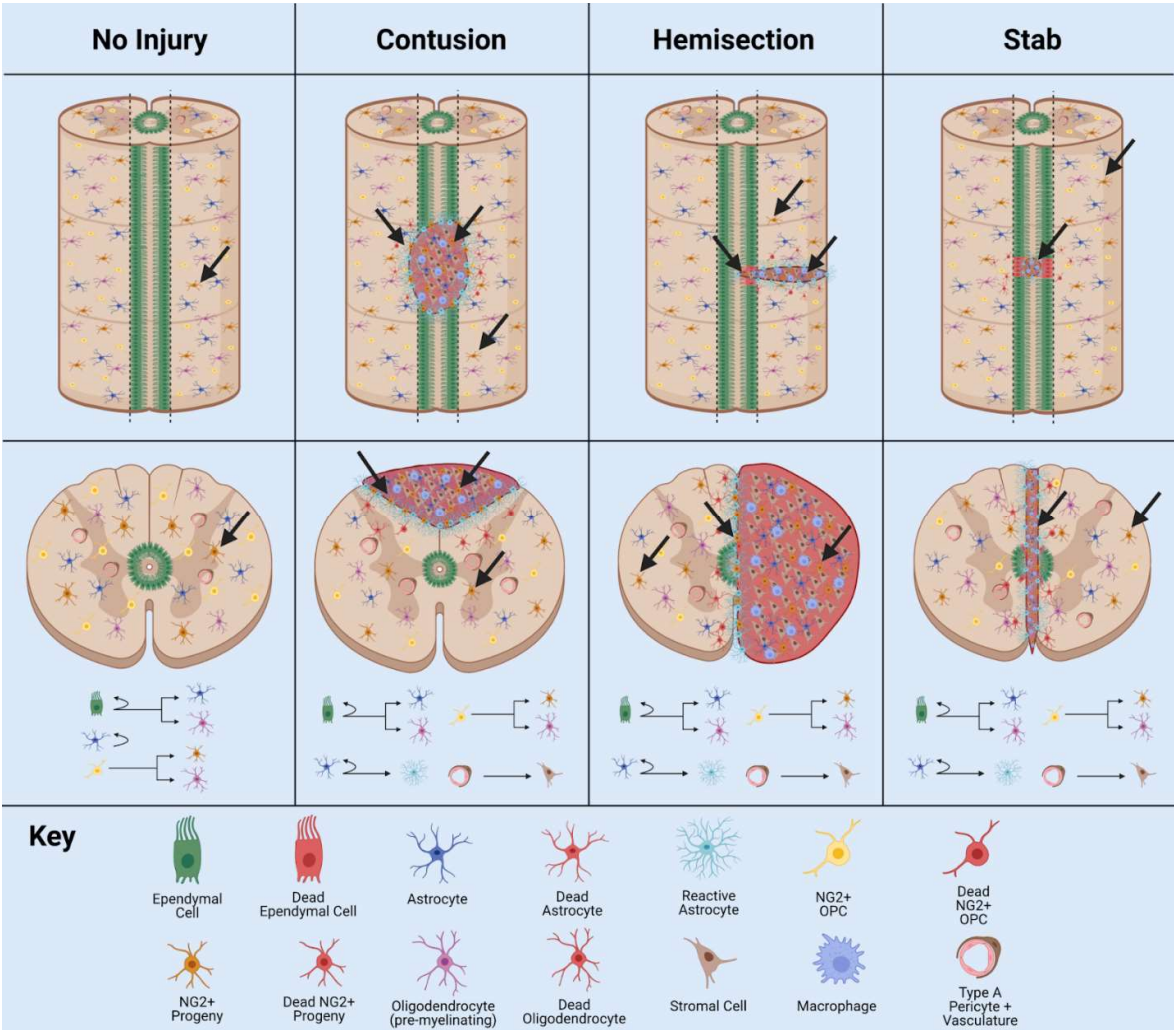 No Injury
Contusion
Hemisection
Stab
Key
Ependymal
Cell
Dead
Ependymal Cell
Astrocyte
Dead
Astrocyte
Reactive
Astrocyte
NG2+
OPC
Dead
NG2+
OPC
NG2+
Progeny
Dead NG2+
Progeny
Oligodendrocyte
(pre-myelinating)
Dead
Oligodendrocyte
Stromal Cell
Macrophage
Type A
Pericyte +
Vasculature